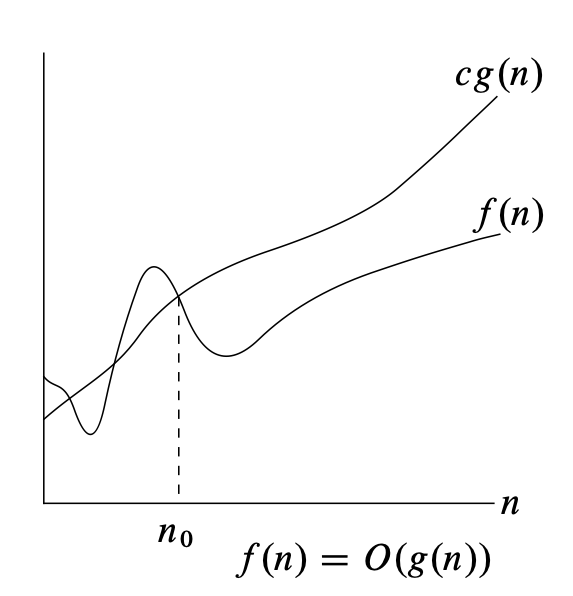 cg(n)
f(n)
n
n₀
f(n) = O(g(n))